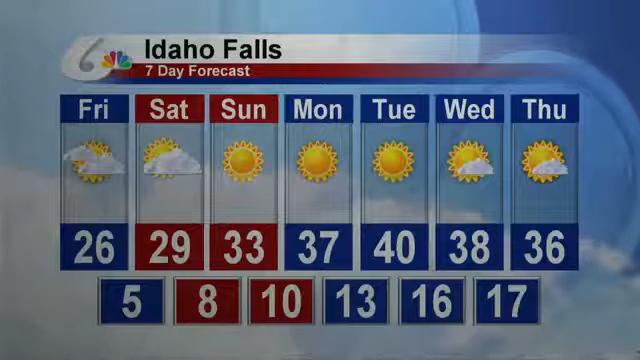 6 Idaho Falls
7 Day Forecast
Fri Sat Sun Mon Tue Wed Thu
26 29 33 37 40 38 36
5 8 10 13 16 17